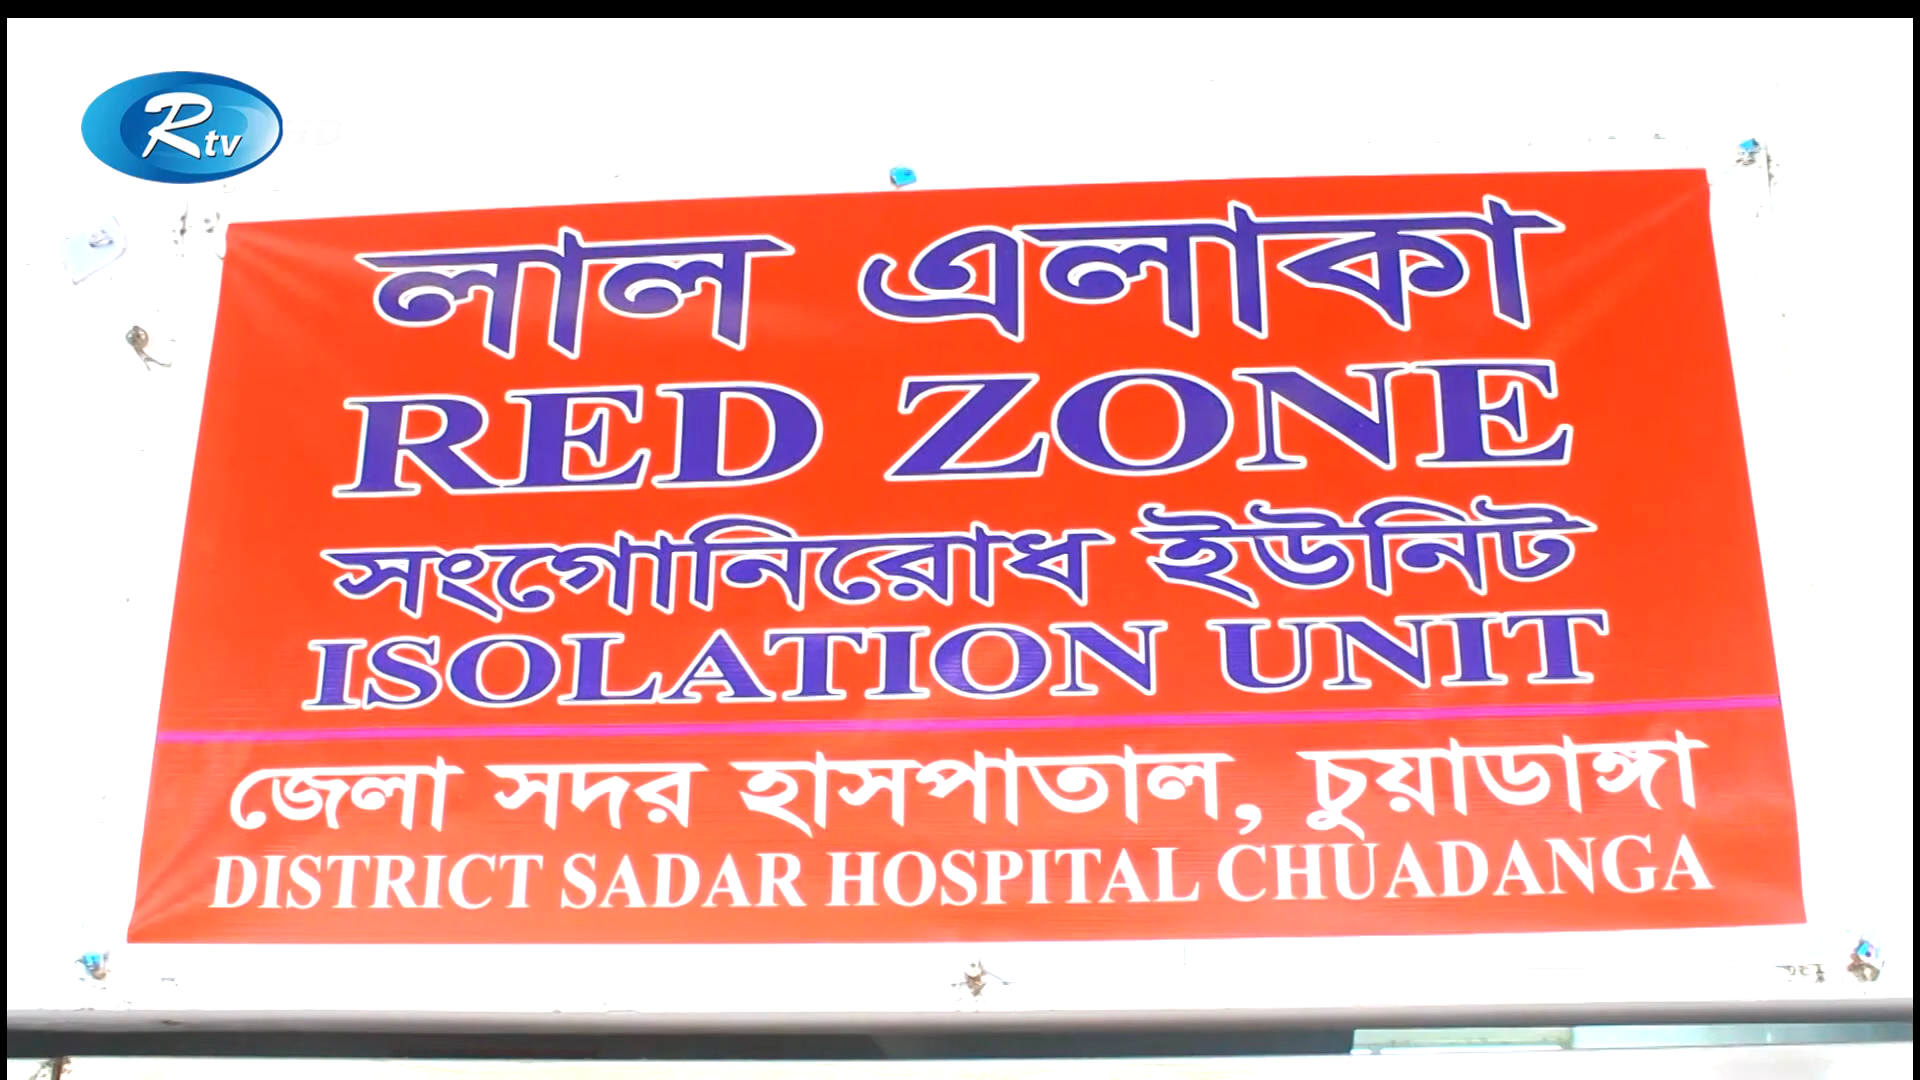 Rtv
লাল এলাকা
RED ZONE
সংগোনিরোধ ইউনিট
ISOLATION UNIT
জেলা সদর হাসপাতাল, চুয়াডাঙ্গা
DISTRICT SADAR HOSPITAL CHUADANGA